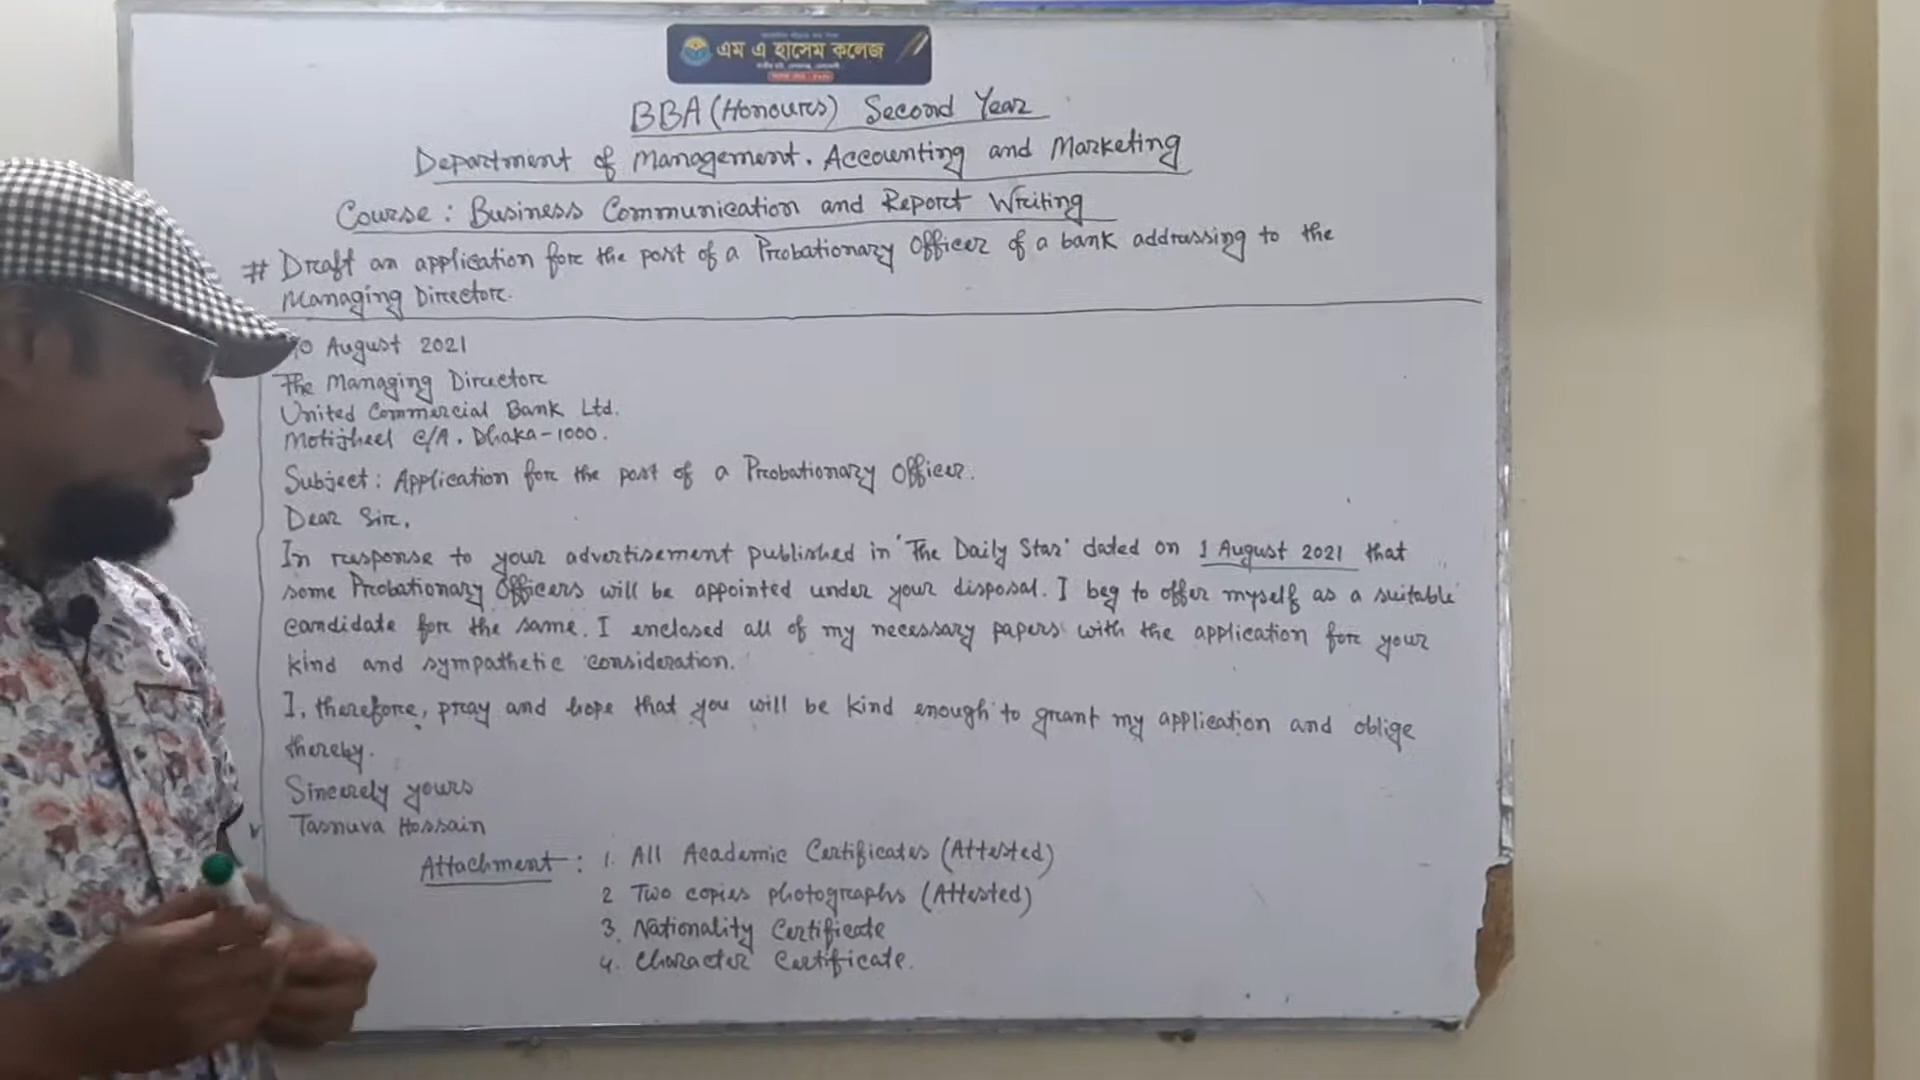 এম এ হাসেম কলেজ
BBA (Honours) Second Year
Department of Management, Accounting and Marketing
Course: Business Communication and Report Writing
# Draft an application for the post of a Probationary Officer of a bank addressing to the
Managing Director.
10 August 2021
The Managing Director
United Commercial Bank Ltd.
Motijheel C/A. Dhaka-1000.
Subject: Application for the post of a Probationary Officer.
Dear Sir,
In response to your advertisement published in 'The Daily Star' dated on 1 August 2021 that
some Probationary Officers will be appointed under your disposal. I beg to offer myself as a suitable
candidate for the same. I enclosed all of my necessary papers with the application for your
kind and sympathetic consideration.
I, therefore, pray and hope that you will be kind enough to grant my application and oblige
thereby.
Sincerely yours
Tasnuva Hossain
Attachment: 1. All Academic Certificates (Attested)
2 Two copies photographs (Attested)
3. Nationality Certificate
4. Character Certificate.